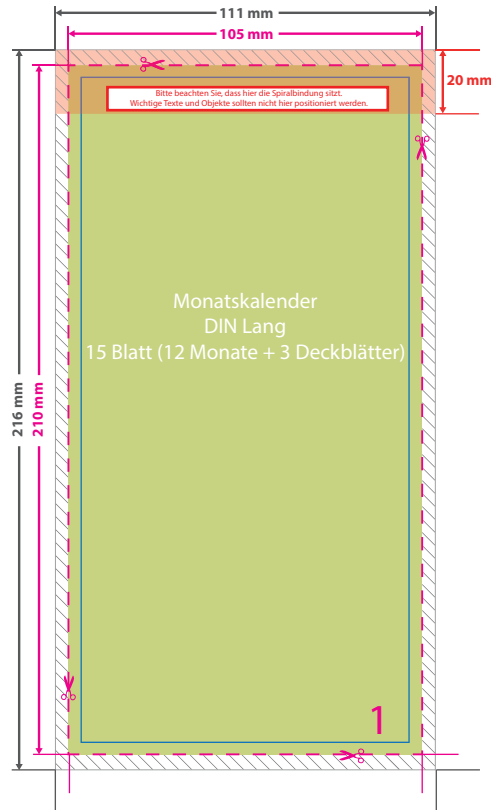 111 mm
105 mm
20 mm
Bitte beachten Sie, dass hier die Spiralbindung sitzt.
Wichtige Texte und Objekte sollten nicht hier positioniert werden.
Monatskalender
DIN Lang
15 Blatt (12 Monate + 3 Deckblätter)
216 mm
210 mm
1